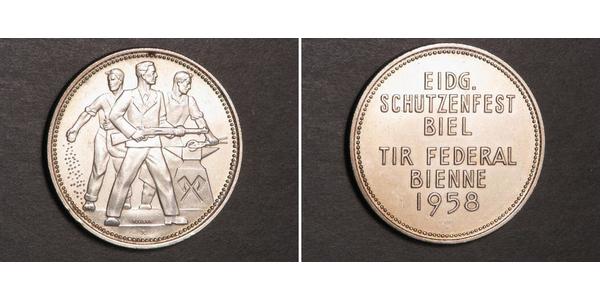 EIDG.
SCHUTZENFEST
BIEL
TIR FEDERAL
BIENNE
1958